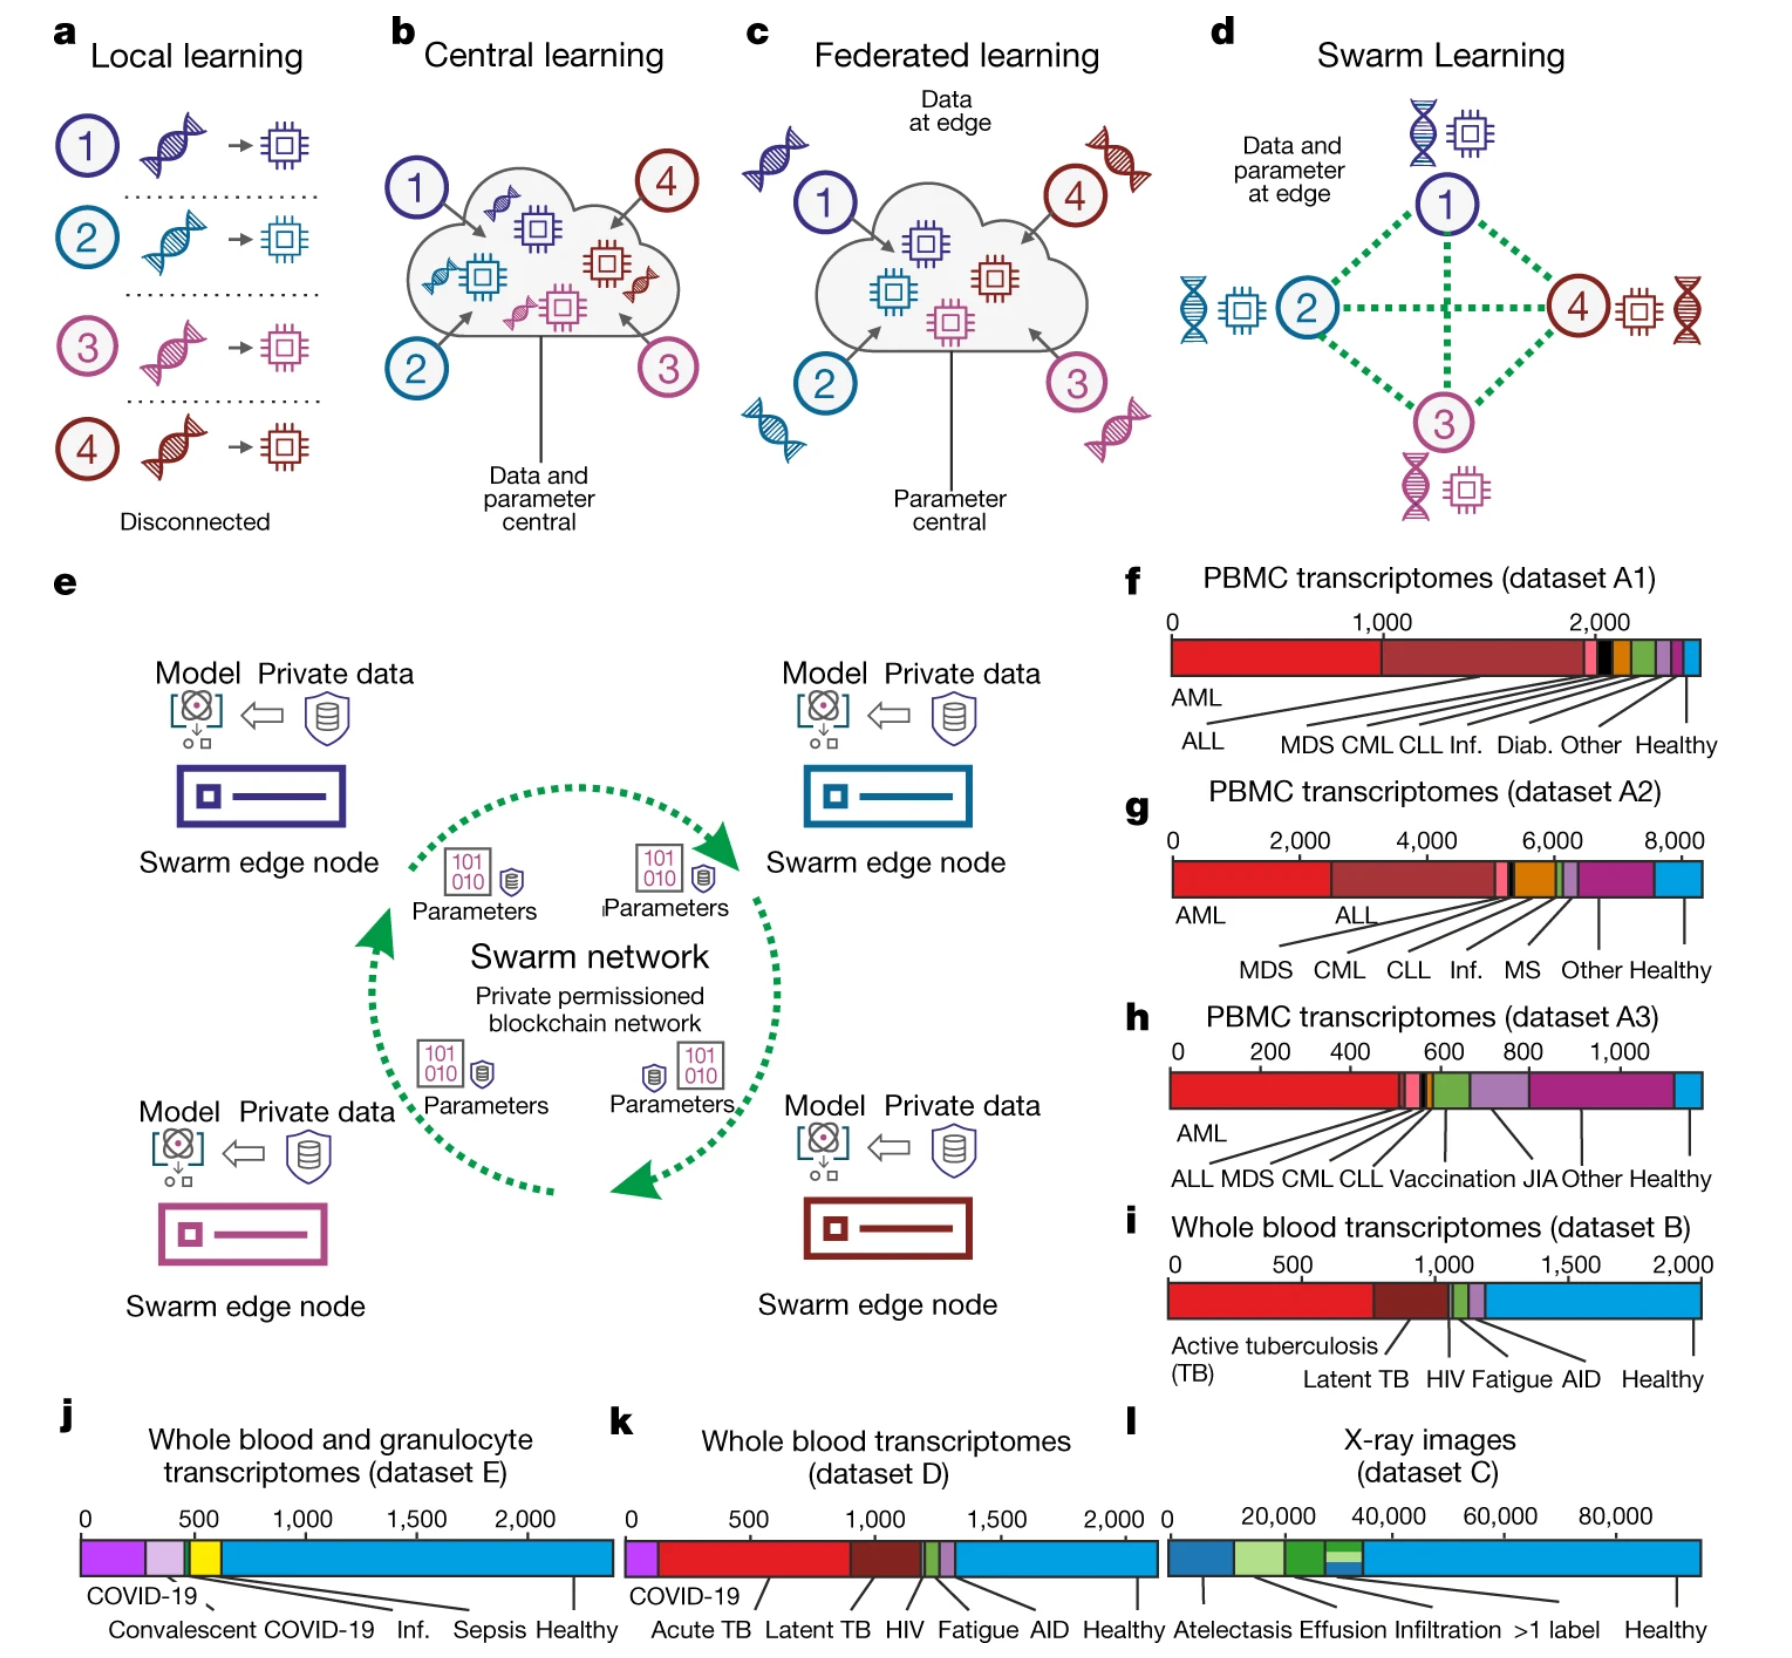 a
Local learning
1
2
3
4
Disconnected
b
Central learning
1
4
2
3
Data and
parameter
central
c
Federated learning
Data
at edge
1
4
2
3
Parameter
central
d
Swarm Learning
Data and
parameter
at edge
1
2
4
3
e
Model Private data
Swarm edge node
Model Private data
Swarm edge node
101
010
Parameters
101
010
Parameters
Swarm network
Private permissioned
blockchain network
101
010
Parameters
101
010
Parameters
Model Private data
Swarm edge node
Model Private data
Swarm edge node
f
PBMC transcriptomes (dataset A1)
0 1,000 2,000
AML
ALL MDS CML CLL Inf. Diab. Other Healthy
g
PBMC transcriptomes (dataset A2)
0 2,000 4,000 6,000 8,000
AML ALL
MDS CML CLL Inf. MS Other Healthy
h
PBMC transcriptomes (dataset A3)
0 200 400 600 800 1,000
AML
ALL MDS CML CLL Vaccination JIA Other Healthy
i
Whole blood transcriptomes (dataset B)
0 500 1,000 1,500 2,000
Active tuberculosis
(TB)
Latent TB HIV Fatigue AID Healthy
j
Whole blood and granulocyte
transcriptomes (dataset E)
0 500 1,000 1,500 2,000
COVID-19
Convalescent COVID-19 Inf. Sepsis Healthy
k
Whole blood transcriptomes
(dataset D)
0 500 1,000 1,500 2,000
COVID-19
Acute TB Latent TB HIV Fatigue AID Healthy
l
X-ray images
(dataset C)
0 20,000 40,000 60,000 80,000
Atelectasis Effusion Infiltration >1 label Healthy